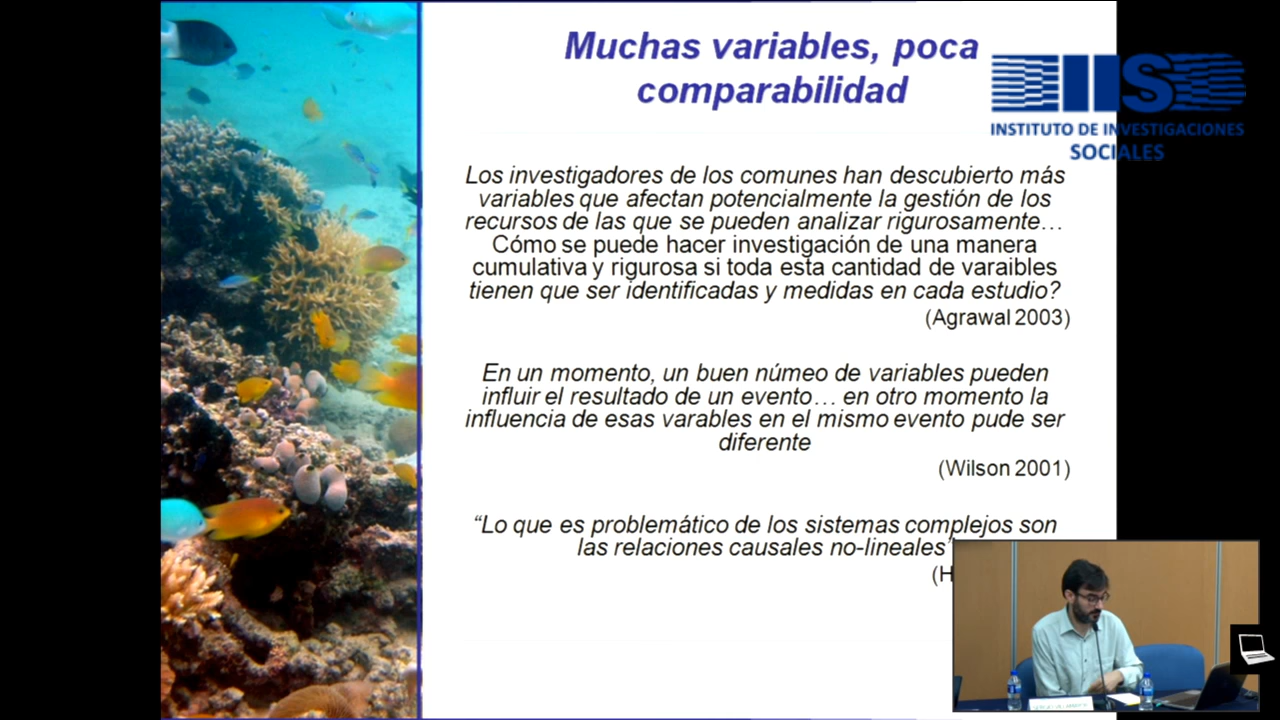 Muchas variables, poca
comparabilidad
IIS
INSTITUTO DE INVESTIGACIONES
SOCIALES
Los investigadores de los comunes han descubierto más
variables que afectan potencialmente la gestión de los
recursos de las que se pueden analizar rigurosamente…
Cómo se puede hacer investigación de una manera
cumulativa y rigurosa si toda esta cantidad de varaibles
tienen que ser identificadas y medidas en cada estudio?
(Agrawal 2003)
En un momento, un buen númeo de variables pueden
influir el resultado de un evento… en otro momento la
influencia de esas varables en el mismo evento pude ser
diferente
(Wilson 2001)
“Lo que es problemático de los sistemas complejos son
las relaciones causales no-lineales”